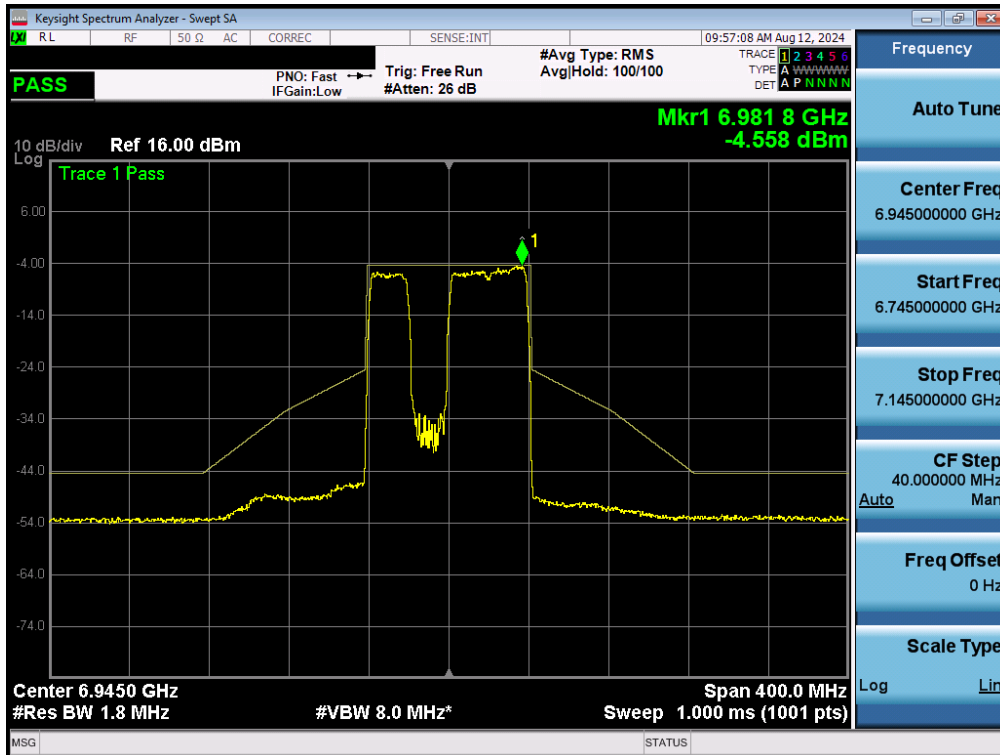 Keysight Spectrum Analyzer - Swept SA
LXI RL RF 50 Ω AC CORREC SENSE:INT 09:57:08 AM Aug 12, 2024
PASS
PNO: Fast
IFGain:Low
Trig: Free Run
#Atten: 26 dB
#Avg Type: RMS
Avg|Hold: 100/100
TRACE 1 2 3 4 5 6
TYPE A WWWWW
DET A P N N N N
Mkr1 6.981 8 GHz
-4.558 dBm
10 dB/div Ref 16.00 dBm
Log
Trace 1 Pass
1
6.00
-4.00
-14.0
-24.0
-34.0
-44.0
-54.0
-64.0
-74.0
Center 6.9450 GHz Span 400.0 MHz
#Res BW 1.8 MHz #VBW 8.0 MHz* Sweep 1.000 ms (1001 pts)
MSG STATUS
Frequency
Auto Tune
Center Freq
6.945000000 GHz
Start Freq
6.745000000 GHz
Stop Freq
7.145000000 GHz
CF Step
40.000000 MHz
Auto Man
Freq Offset
0 Hz
Scale Type
Log Lin